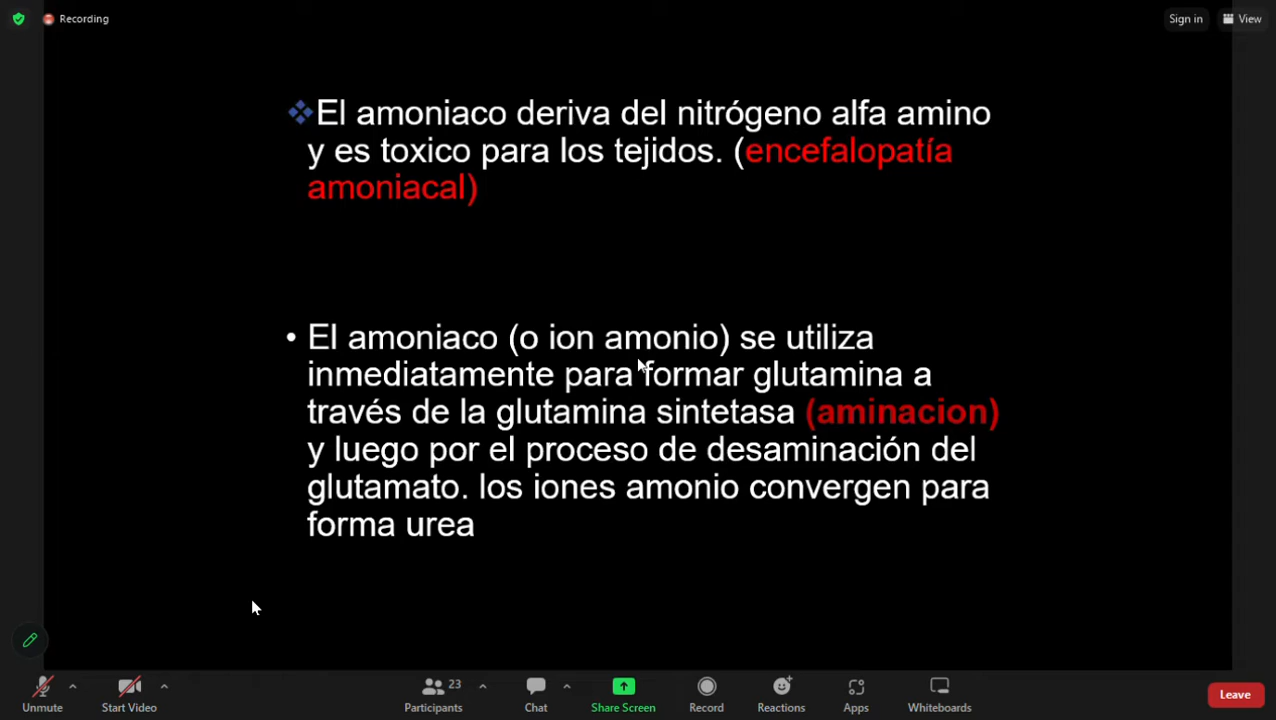 Recording
Sign in
View
El amoniaco deriva del nitrógeno alfa amino
y es toxico para los tejidos. (encefalopatía
amoniacal)
• El amoniaco (o ion amonio) se utiliza
inmediatamente para formar glutamina a
través de la glutamina sintetasa (aminacion)
y luego por el proceso de desaminación del
glutamato. los iones amonio convergen para
forma urea
Unmute
Start Video
23
Participants
Chat
Share Screen
Record
Reactions
Apps
Whiteboards
Leave